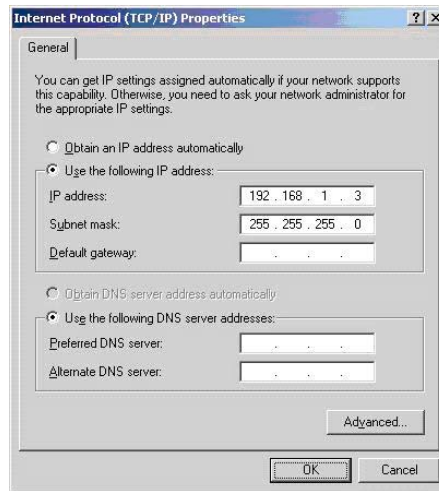 Internet Protocol (TCP/IP) Properties
General
You can get IP settings assigned automatically if your network supports
this capability. Otherwise, you need to ask your network administrator for
the appropriate IP settings.
Obtain an IP address automatically
Use the following IP address:
IP address: 192 . 168 . 1 . 3
Subnet mask: 255 . 255 . 255 . 0
Default gateway: . . .
Obtain DNS server address automatically
Use the following DNS server addresses:
Preferred DNS server: . . .
Alternate DNS server: . . .
Advanced...
OK Cancel